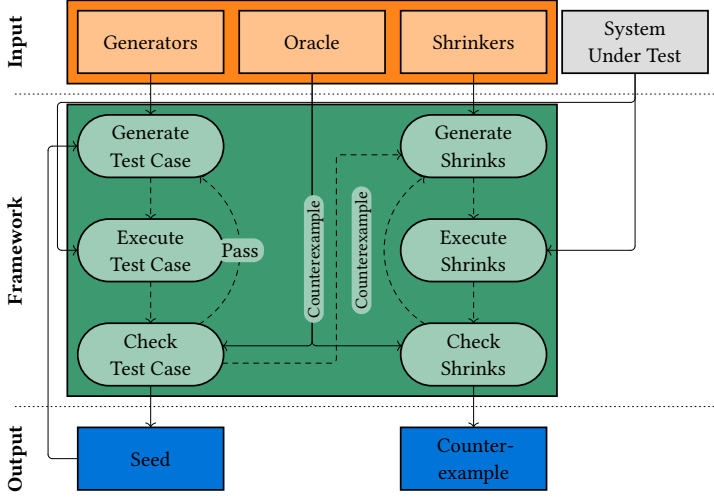 Input
Generators
Oracle
Shrinkers
System
Under Test
Framework
Generate
Test Case
Generate
Shrinks
Execute
Test Case
Pass
Counterexample
Counterexample
Execute
Shrinks
Check
Test Case
Check
Shrinks
Output
Seed
Counter-
example